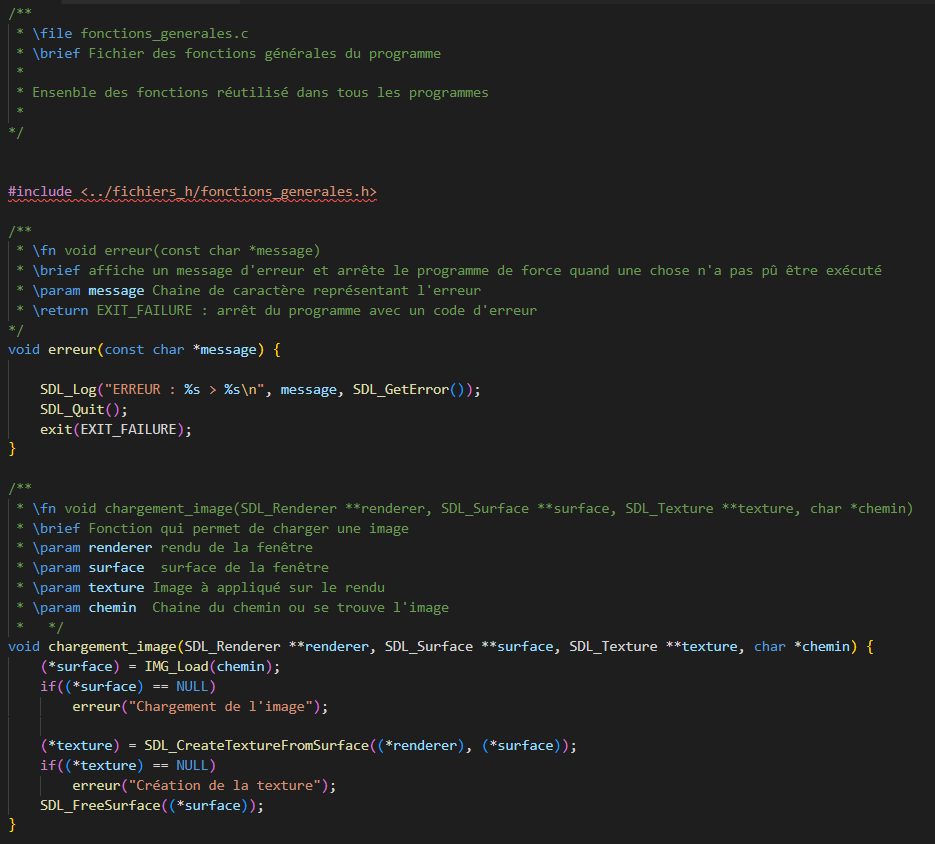 /**
 * \file fonctions_generales.c
 * \brief Fichier des fonctions générales du programme
 *
 * Ensenble des fonctions réutilisé dans tous les programmes
 *
*/
#include <../fichiers_h/fonctions_generales.h>
/**
 * \fn void erreur(const char *message)
 * \brief affiche un message d'erreur et arrête le programme de force quand une chose n'a pas pû être exécuté
 * \param message Chaine de caractère représentant l'erreur
 * \return EXIT_FAILURE : arrêt du programme avec un code d'erreur
*/
void erreur(const char *message) {
    SDL_Log("ERREUR : %s > %s\n", message, SDL_GetError());
    SDL_Quit();
    exit(EXIT_FAILURE);
}
/**
 * \fn void chargement_image(SDL_Renderer **renderer, SDL_Surface **surface, SDL_Texture **texture, char *chemin)
 * \brief Fonction qui permet de charger une image
 * \param renderer rendu de la fenêtre
 * \param surface  surface de la fenêtre
 * \param texture Image à appliqué sur le rendu
 * \param chemin  Chaine du chemin ou se trouve l'image
 *   */
void chargement_image(SDL_Renderer **renderer, SDL_Surface **surface, SDL_Texture **texture, char *chemin) {
    (*surface) = IMG_Load(chemin);
    if((*surface) == NULL)
        erreur("Chargement de l'image");
    (*texture) = SDL_CreateTextureFromSurface((*renderer), (*surface));
    if((*texture) == NULL)
        erreur("Création de la texture");
    SDL_FreeSurface((*surface));
}